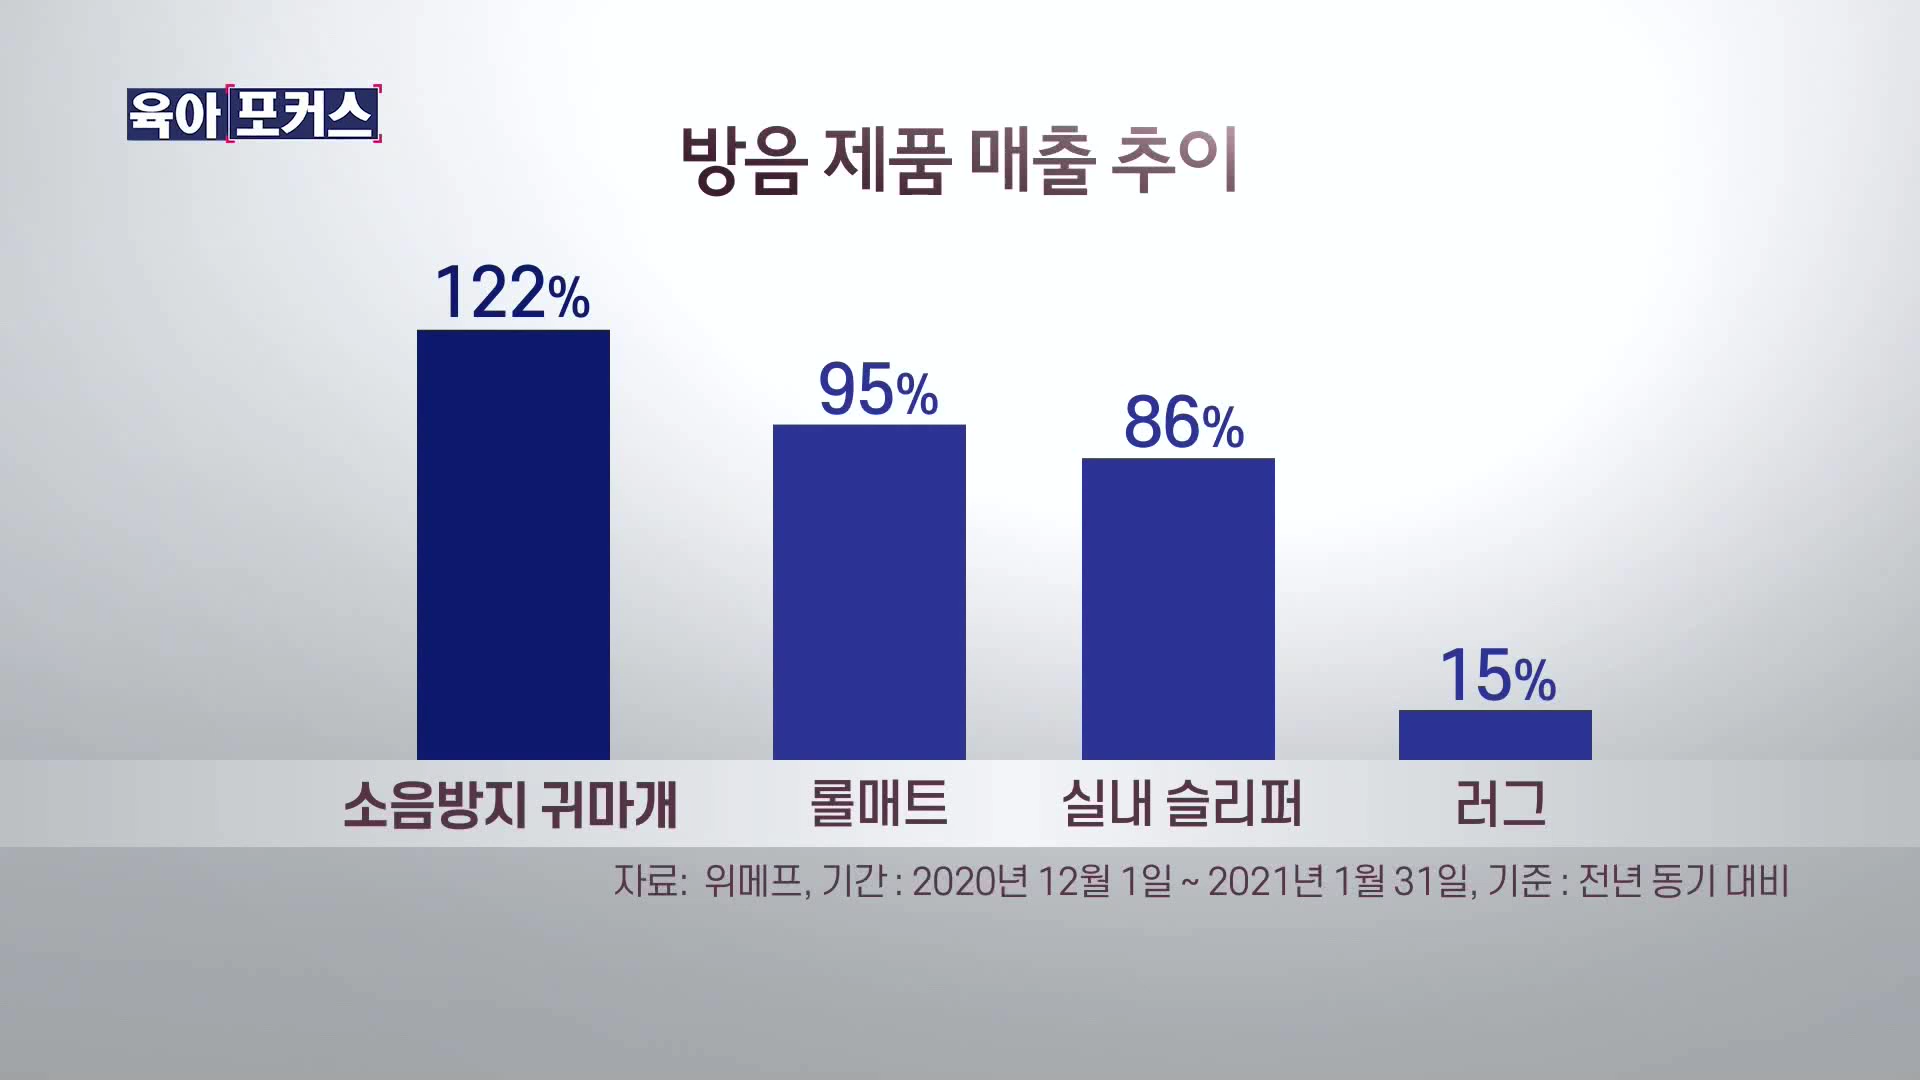 육아포커스
방음 제품 매출 추이
122%
95%
86%
15%
소음방지 귀마개
롤매트
실내 슬리퍼
러그
자료: 위메프, 기간 : 2020년 12월 1일 ~ 2021년 1월 31일, 기준 : 전년 동기 대비